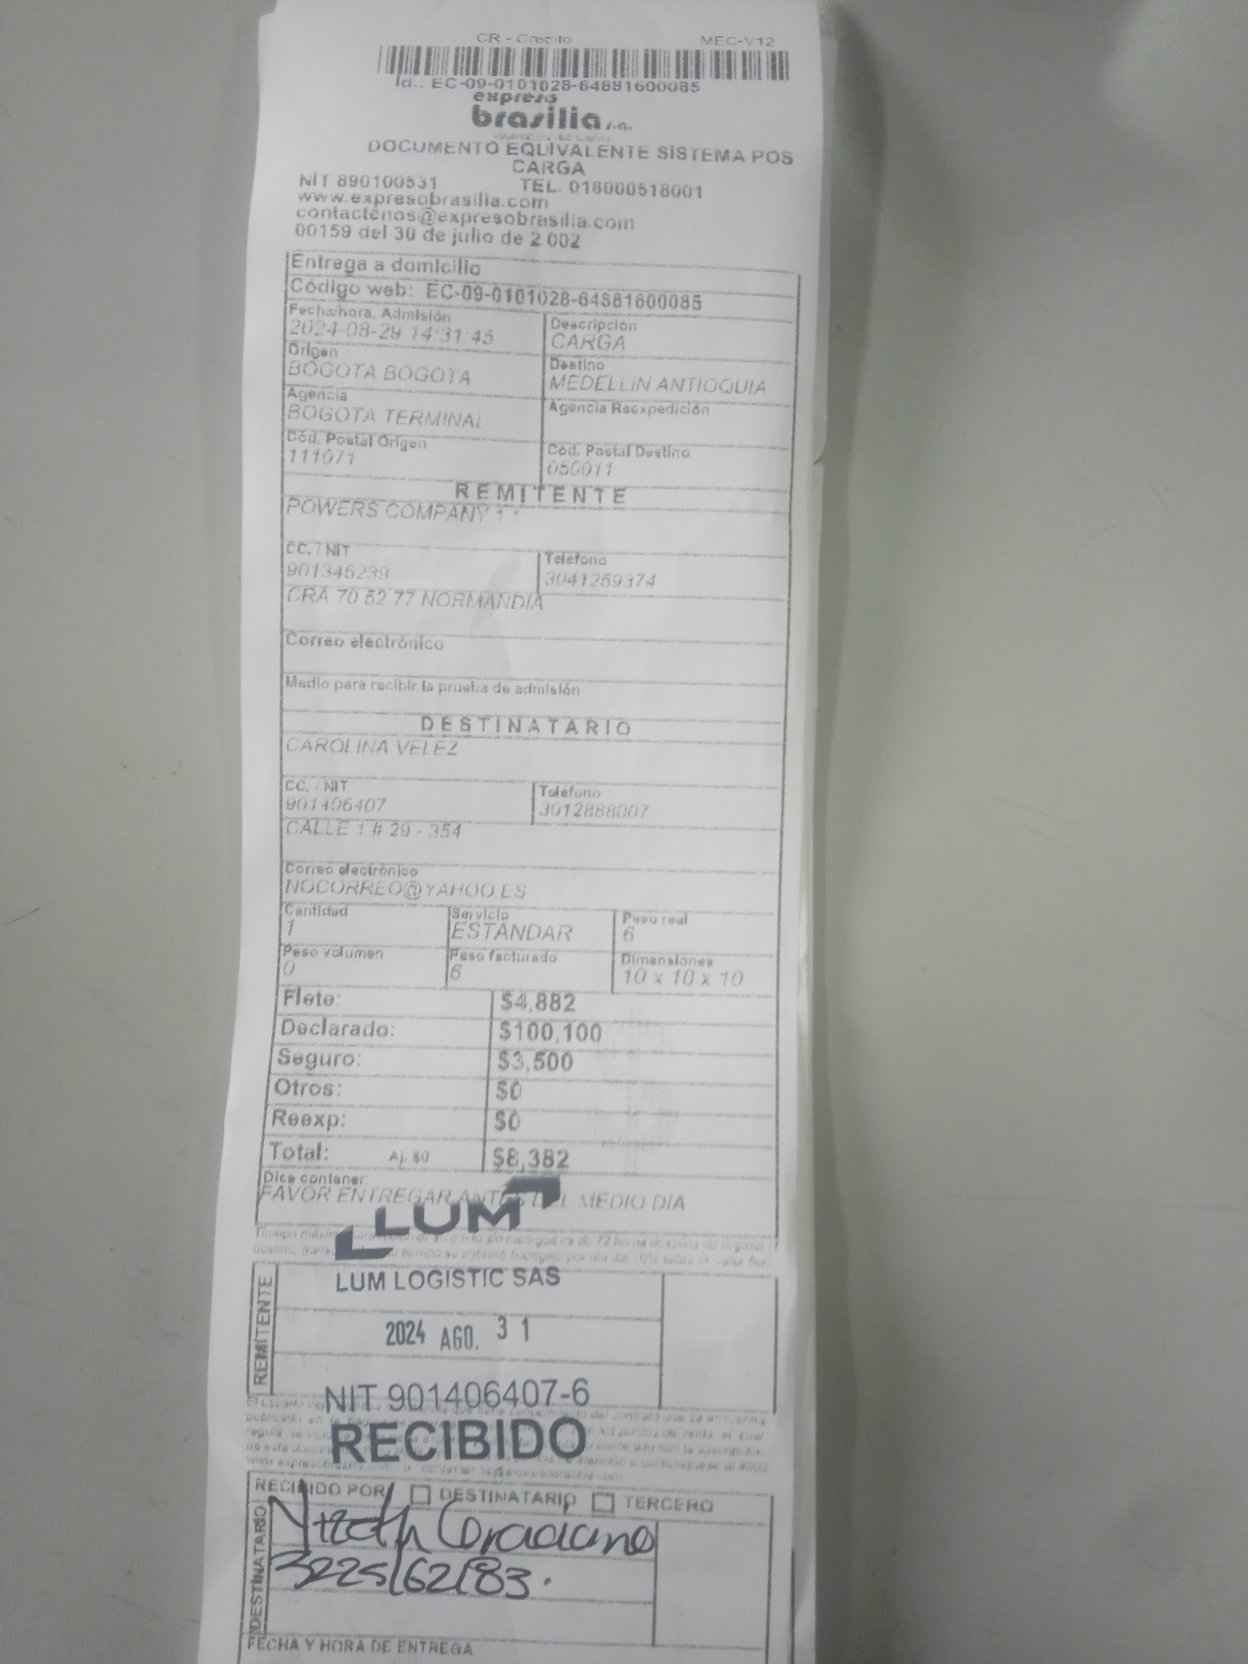 CR - Credito MEC-V12
Id.: EC-09-0101028-64881600085
expreso
brasilia s.a.
DOCUMENTO EQUIVALENTE SISTEMA POS
CARGA
NIT 890100531 TEL. 018000518001
www.expresobrasilia.com
contactenos@expresobrasilia.com
00159 del 30 de julio de 2 002
Entrega a domicilio
Código web: EC-09-0101028-64881600085
Fecha/hora, Admisión Descripcion
2024-08-29 14:31:45 CARGA
Origen Destino
BOGOTA BOGOTA MEDELLIN ANTIOQUIA
Agencia Agencia Reexpedición
BOGOTA TERMINAL
Cód. Postal Origen Cód. Postal Destino
111071 050011
REMITENTE
POWERS COMPANY
CC. / NIT Teléfono
901346239 3041259374
CRA 70 52 77 NORMANDIA
Correo electrónico
Medio para recibir la prueba de admisión
DESTINATARIO
CAROLINA VELEZ
CC. / NIT Teléfono
901406407 3012888007
CALLE 1 # 29 - 354
Correo electrónico
NOCORREO@YAHOO.ES
Cantidad Servicio Peso real
1 ESTANDAR 6
Peso volumen Peso facturado Dimensiones
0 6 10 x 10 x 10
Flete: $4,882
Declarado: $100,100
Seguro: $3,500
Otros: $0
Reexp: $0
Total: Aj. $0 $8,382
Dice contener:
FAVOR ENTREGAR ANTES DEL MEDIO DIA
LUM
LUM LOGISTIC SAS
REMITENTE
2024 AGO. 31
NIT 901406407-6
RECIBIDO
RECIBIDO POR DESTINATARIO TERCERO
DESTINATARIO
3225162183.
FECHA Y HORA DE ENTREGA